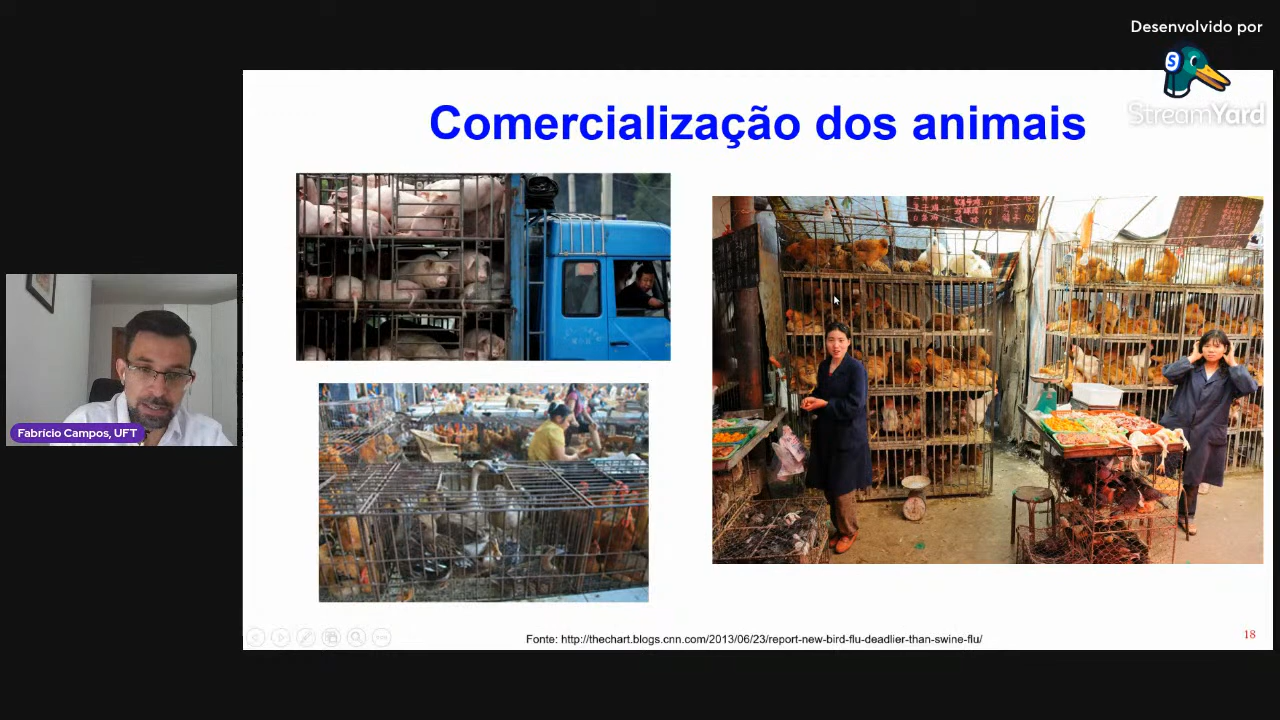 Desenvolvido por
StreamYard
Comercialização dos animais
Fabrício Campos, UFT
Fonte: http://thechart.blogs.cnn.com/2013/06/23/report-new-bird-flu-deadlier-than-swine-flu/
18